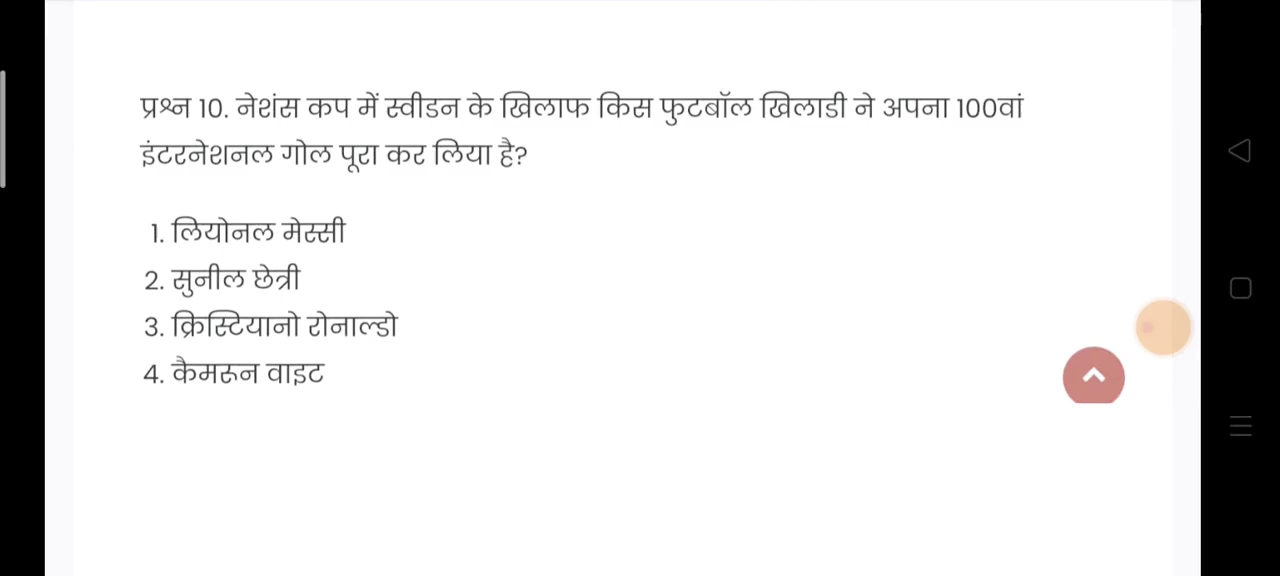 प्रश्न 10. नेशंस कप में स्वीडन के खिलाफ किस फुटबॉल खिलाडी ने अपना 100वां
इंटरनेशनल गोल पूरा कर लिया है?
1. लियोनल मेस्सी
2. सुनील छेत्री
3. क्रिस्टियानो रोनाल्डो
4. कैमरून वाइट